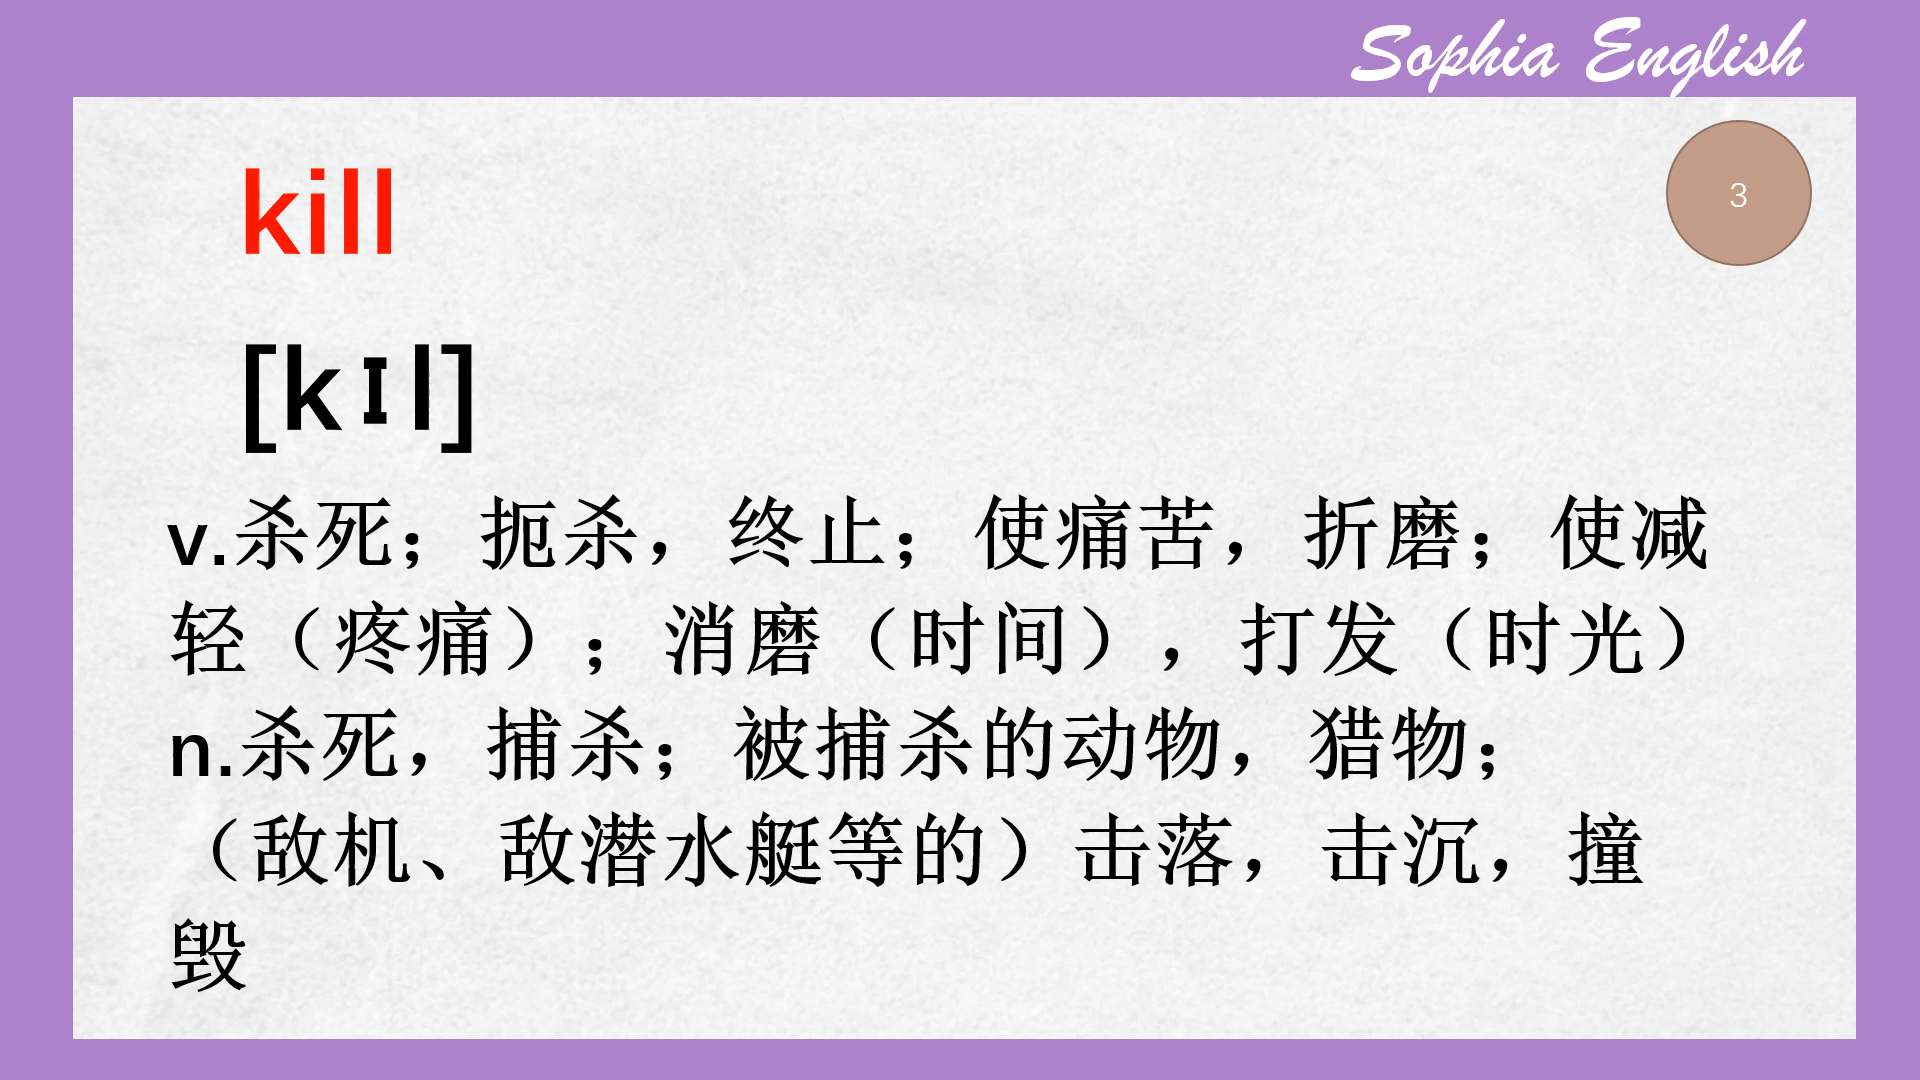 Sophia English
3
kill
[kɪl]
v.杀死；扼杀，终止；使痛苦，折磨；使减
轻（疼痛）；消磨（时间），打发（时光）
n.杀死，捕杀；被捕杀的动物，猎物；
（敌机、敌潜水艇等的）击落，击沉，撞
毁